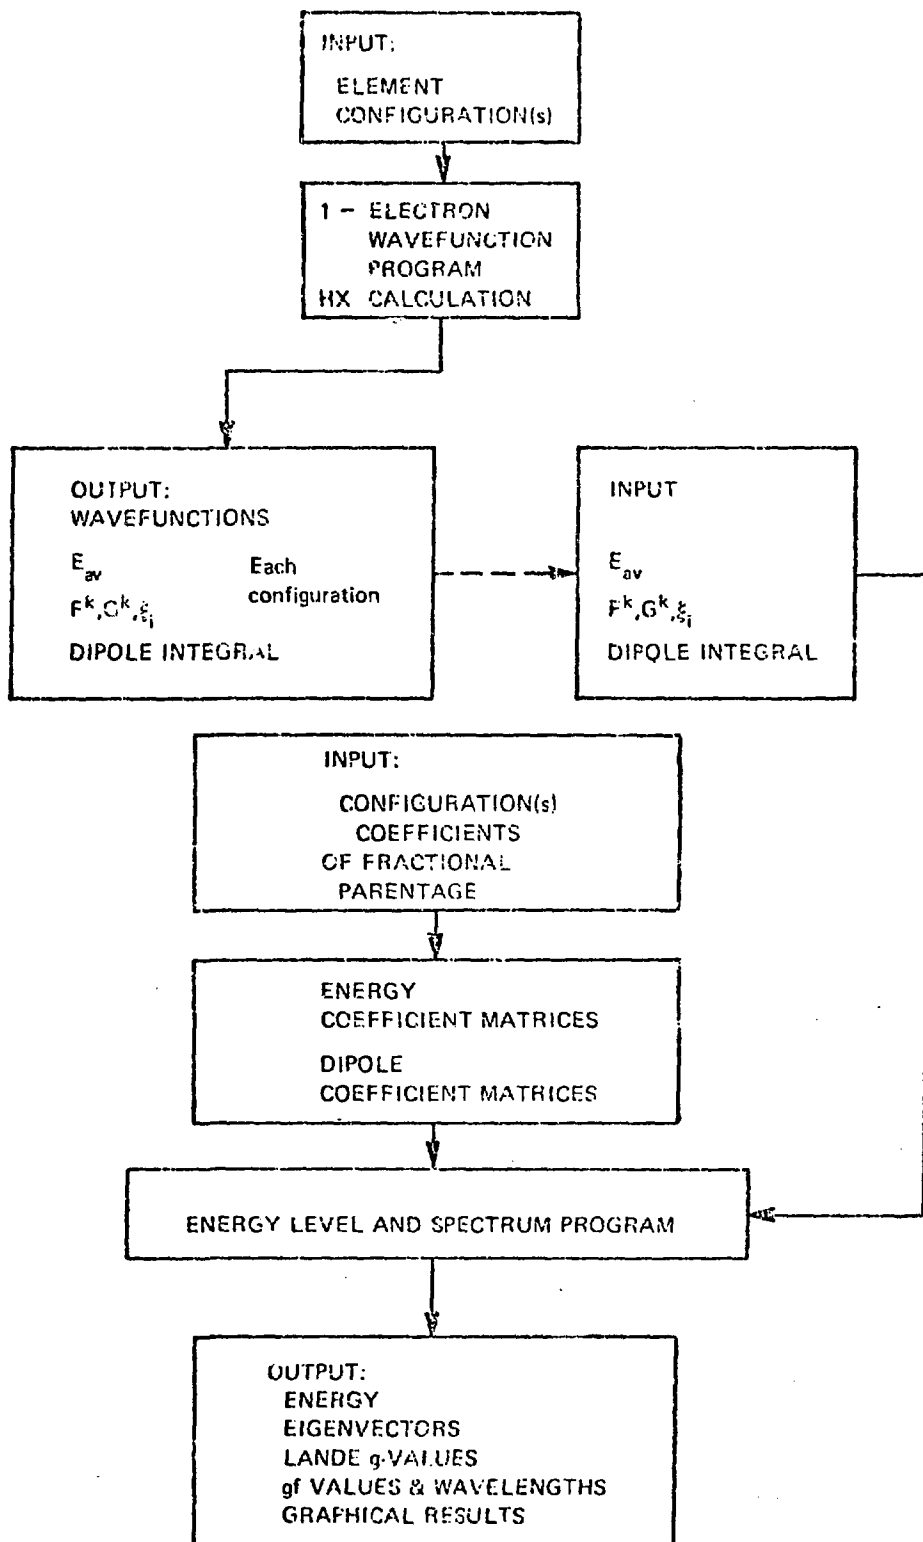 INPUT:
ELEMENT
CONFIGURATION(s)
1 – ELECTRON
WAVEFUNCTION
PROGRAM
HX CALCULATION
OUTPUT:
WAVEFUNCTIONS
E_av
F^k,G^k,ξ_i
Each
configuration
DIPOLE INTEGRAL
INPUT
E_av
F^k,G^k,ξ_i
DIPOLE INTEGRAL
INPUT:
CONFIGURATION(s)
COEFFICIENTS
OF FRACTIONAL
PARENTAGE
ENERGY
COEFFICIENT MATRICES
DIPOLE
COEFFICIENT MATRICES
ENERGY LEVEL AND SPECTRUM PROGRAM
OUTPUT:
ENERGY
EIGENVECTORS
LANDE g-VALUES
gf VALUES & WAVELENGTHS
GRAPHICAL RESULTS